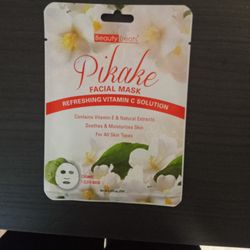 Beauty Treats
Pikake
FACIAL MASK
REFRESHING VITAMIN C SOLUTION
Contains Vitamin E & Natural Extracts
Soothes & Moisturizes Skin
For All Skin Types